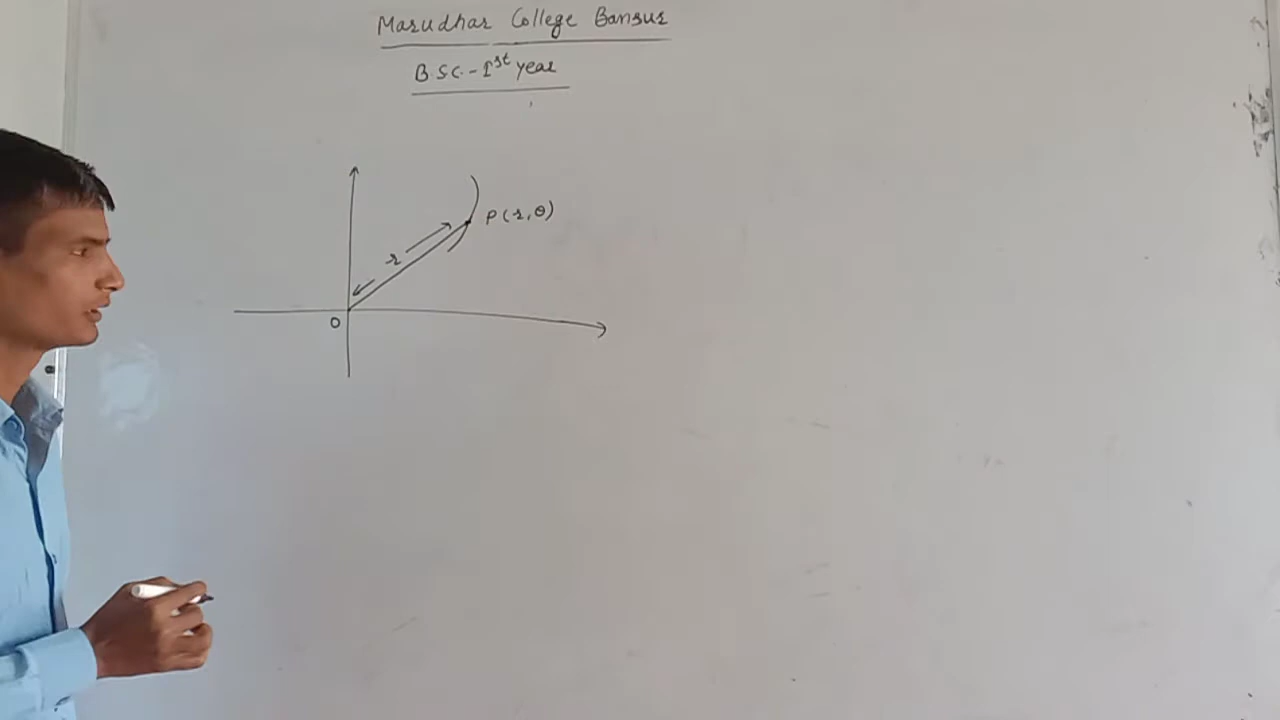 Marudhar College Bansur
B.SC.-1st year
P(r,θ)
r
O